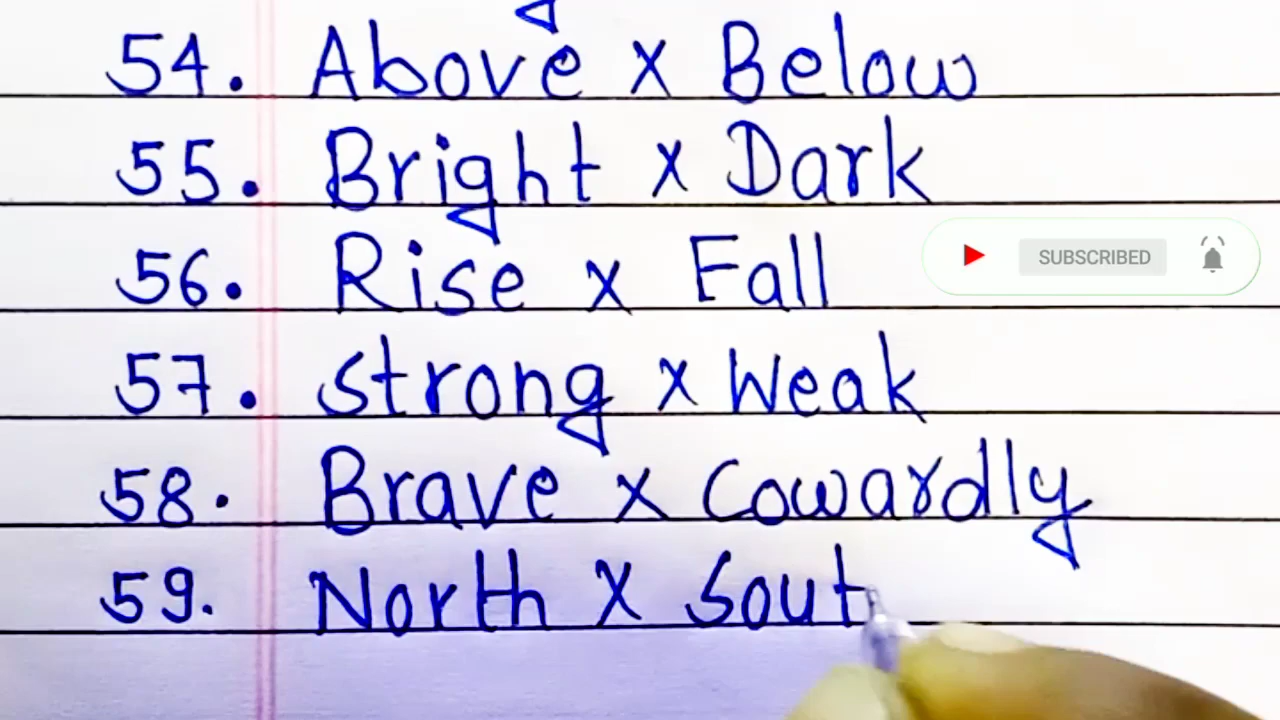 54. Above x Below
55. Bright x Dark
SUBSCRIBED
56. Rise x Fall
57. Strong x Weak
58. Brave x Cowardly
59. North x Sout